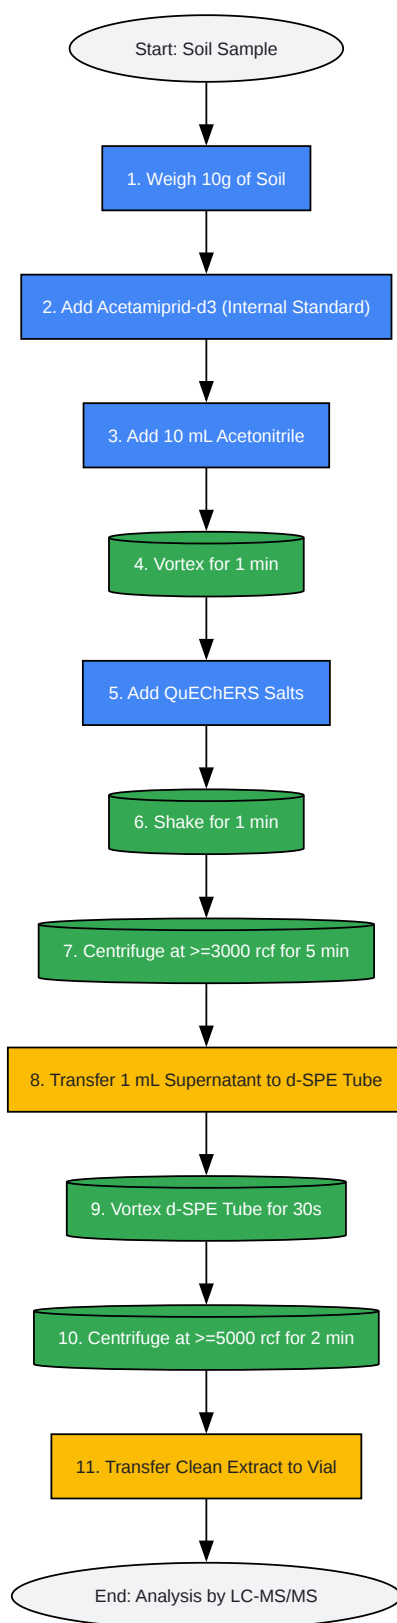 Start: Soil Sample
1. Weigh 10g of Soil
2. Add Acetamiprid-d3 (Internal Standard)
3. Add 10 mL Acetonitrile
4. Vortex for 1 min
5. Add QuEChERS Salts
6. Shake for 1 min
7. Centrifuge at >=3000 rcf for 5 min
8. Transfer 1 mL Supernatant to d-SPE Tube
9. Vortex d-SPE Tube for 30s
10. Centrifuge at >=5000 rcf for 2 min
11. Transfer Clean Extract to Vial
End: Analysis by LC-MS/MS